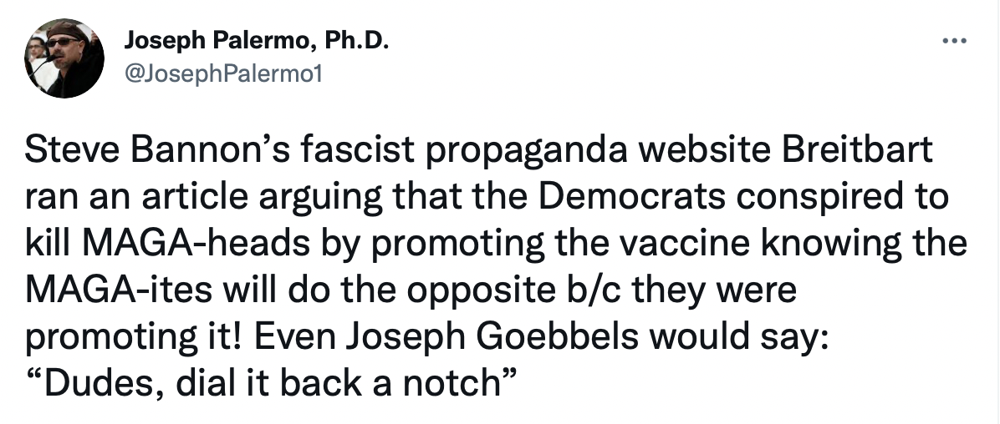 Joseph Palermo, Ph.D.
@JosephPalermo1
Steve Bannon’s fascist propaganda website Breitbart
ran an article arguing that the Democrats conspired to
kill MAGA-heads by promoting the vaccine knowing the
MAGA-ites will do the opposite b/c they were
promoting it! Even Joseph Goebbels would say:
“Dudes, dial it back a notch”